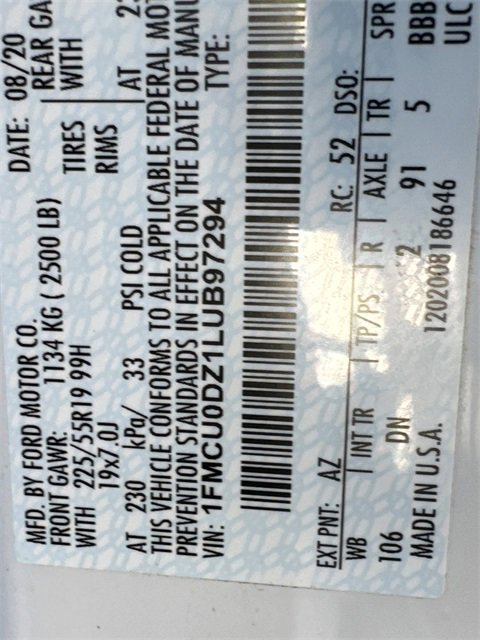 MFD. BY FORD MOTOR CO. DATE: 08/20
FRONT GAWR: 1134 KG ( 2500 LB) REAR GA
WITH 225/55R19 99H TIRES WITH
19x7.0J RIMS
AT 230 kPa/ 33 PSI COLD AT
THIS VEHICLE CONFORMS TO ALL APPLICABLE FEDERAL MOT
PREVENTION STANDARDS IN EFFECT ON THE DATE OF MANU
VIN: 1FMCU0DZ1LUB97294 TYPE:
EXT PNT: AZ RC: 52 DSO:
WB INT TR TP/PS R AXLE TR SPR
106 DN 2 91 5 BBB
MADE IN U.S.A. 1202008186646 ULC